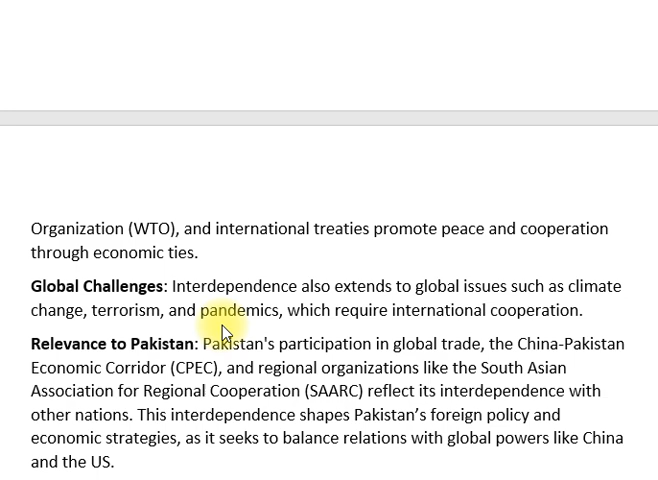 Organization (WTO), and international treaties promote peace and cooperation
through economic ties.
Global Challenges: Interdependence also extends to global issues such as climate
change, terrorism, and pandemics, which require international cooperation.
Relevance to Pakistan: Pakistan's participation in global trade, the China-Pakistan
Economic Corridor (CPEC), and regional organizations like the South Asian
Association for Regional Cooperation (SAARC) reflect its interdependence with
other nations. This interdependence shapes Pakistan’s foreign policy and
economic strategies, as it seeks to balance relations with global powers like China
and the US.